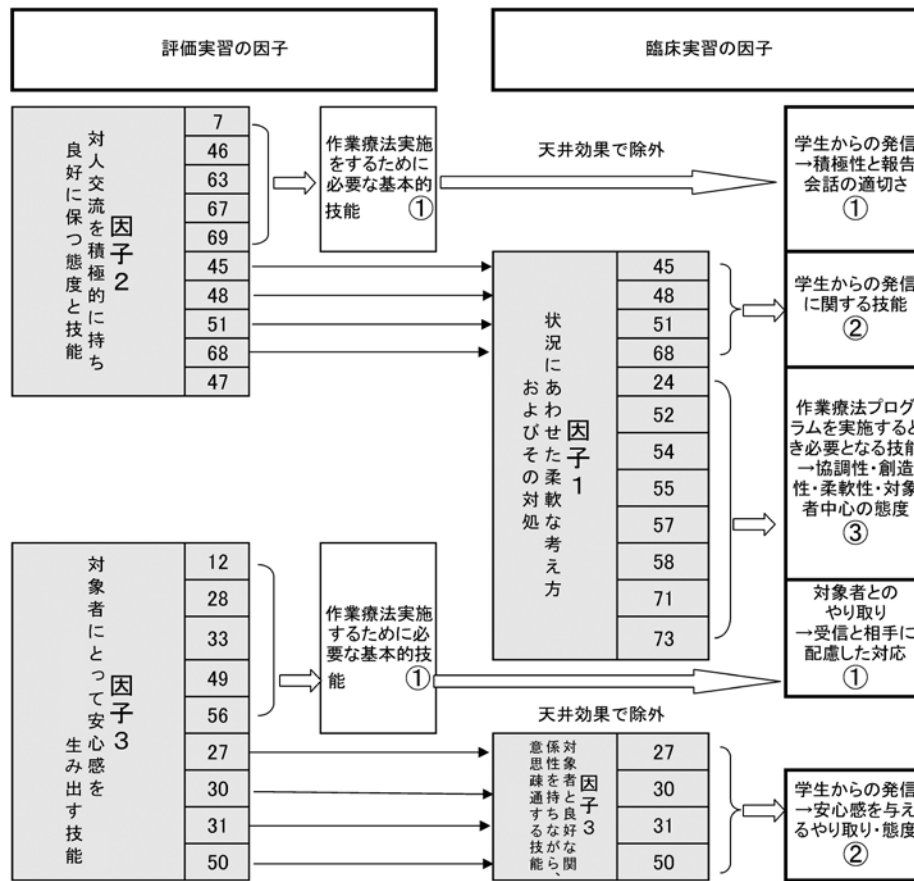 評価実習の因子
臨床実習の因子
因子2
対人交流を積極的に持ち
良好に保つ態度と技能
7
46
63
67
69
45
48
51
68
47
作業療法実施
をするために
必要な基本的
技能 ①
天井効果で除外
学生からの発信
→積極性と報告
会話の適切さ
①
因子1
状況にあわせた柔軟な考え方
およびその対処
45
48
51
68
24
52
54
55
57
58
71
73
学生からの発信
に関する技能
②
作業療法プログ
ラムを実施すると
き必要となる技能
→協調性・創造
性・柔軟性・対象
者中心の態度
③
因子3
対象者にとって安心感を
生み出す技能
12
28
33
49
56
27
30
31
50
作業療法実施
するために必
要な基本的技
能 ①
天井効果で除外
対象者との
やり取り
→受信と相手に
配慮した対応
①
因子3
対象者と良好な関
係性を持ちながら、
意思疎通する技能
27
30
31
50
学生からの発信
→安心感を与え
るやり取り・態度
②